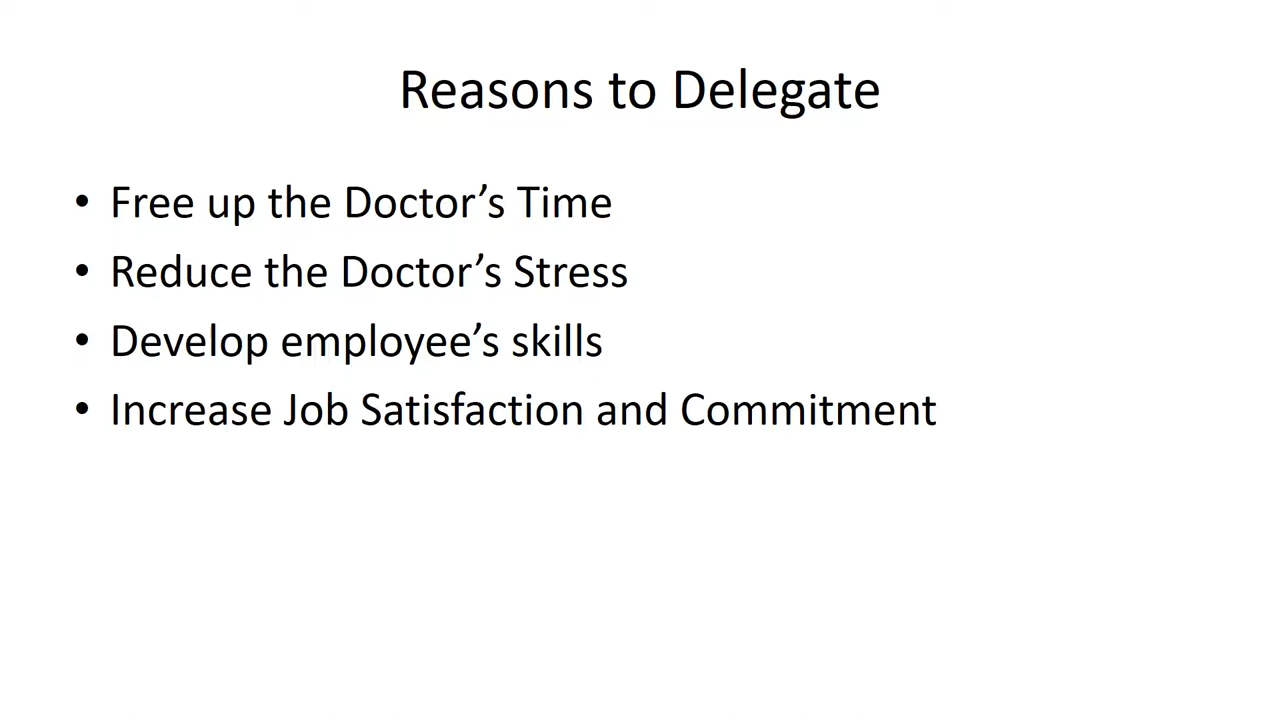 Reasons to Delegate
• Free up the Doctor’s Time
• Reduce the Doctor’s Stress
• Develop employee’s skills
• Increase Job Satisfaction and Commitment